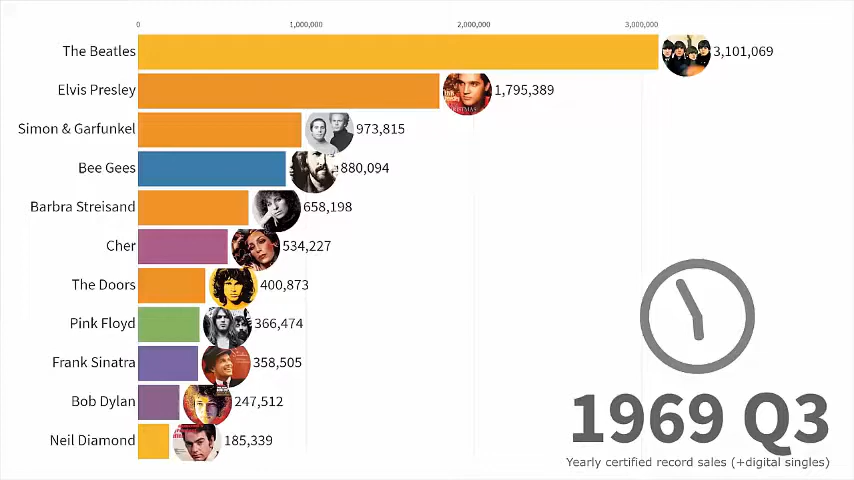 0 1,000,000 2,000,000 3,000,000
The Beatles 3,101,069
Elvis Presley 1,795,389
Simon & Garfunkel 973,815
Bee Gees 880,094
Barbra Streisand 658,198
Cher 534,227
The Doors 400,873
Pink Floyd 366,474
Frank Sinatra 358,505
Bob Dylan 247,512
Neil Diamond 185,339
1969 Q3
Yearly certified record sales (+digital singles)